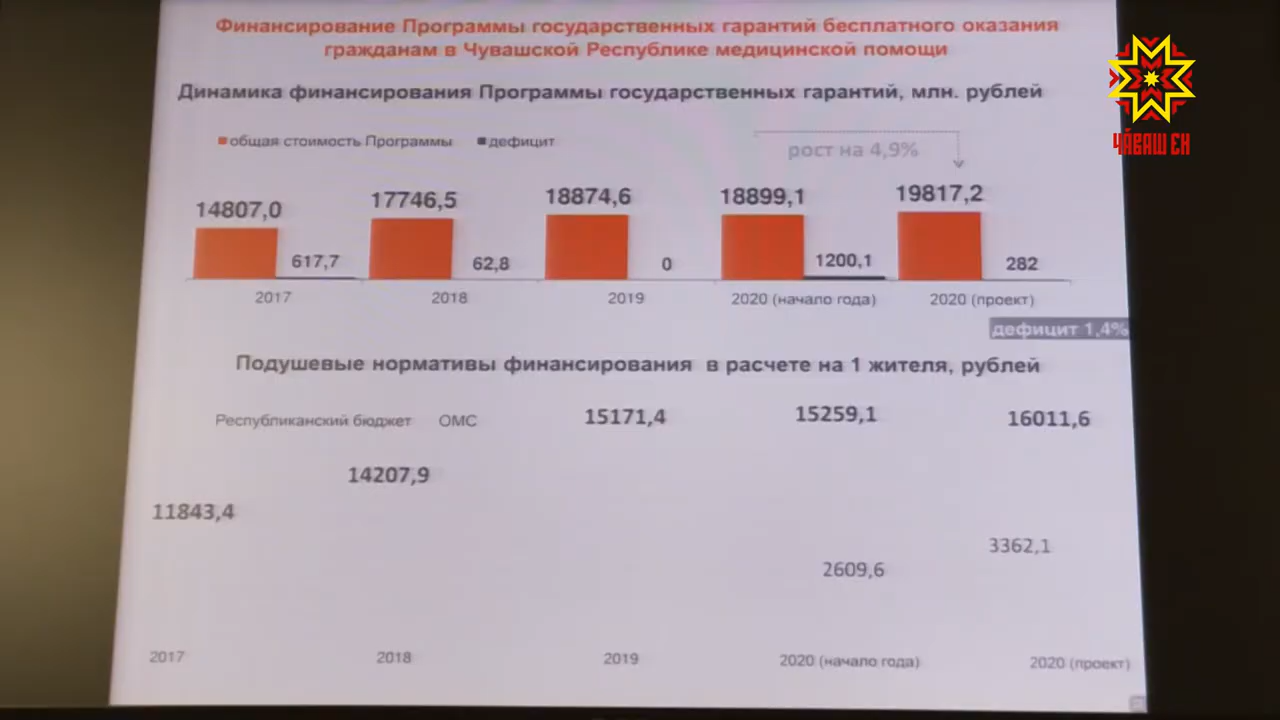 Финансирование Программы государственных гарантий бесплатного оказания
гражданам в Чувашской Республике медицинской помощи
Динамика финансирования Программы государственных гарантий, млн. рублей
общая стоимость Программы дефицит
рост на 4,9%
14807,0 17746,5 18874,6 18899,1 19817,2
617,7 62,8 0 1200,1 282
2017 2018 2019 2020 (начало года) 2020 (проект)
дефицит 1,4%
Подушевые нормативы финансирования в расчете на 1 жителя, рублей
Республиканский бюджет ОМС
11843,4 14207,9 15171,4 15259,1 16011,6
2609,6 3362,1
2017 2018 2019 2020 (начало года) 2020 (проект)
ЧӐВАШ ЕН